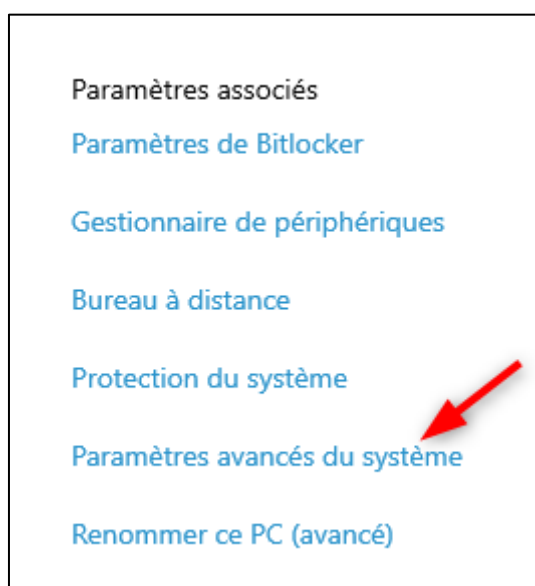 Paramètres associés
Paramètres de Bitlocker
Gestionnaire de périphériques
Bureau à distance
Protection du système
Paramètres avancés du système
Renommer ce PC (avancé)